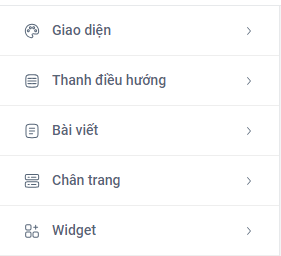 Giao diện
Thanh điều hướng
Bài viết
Chân trang
Widget